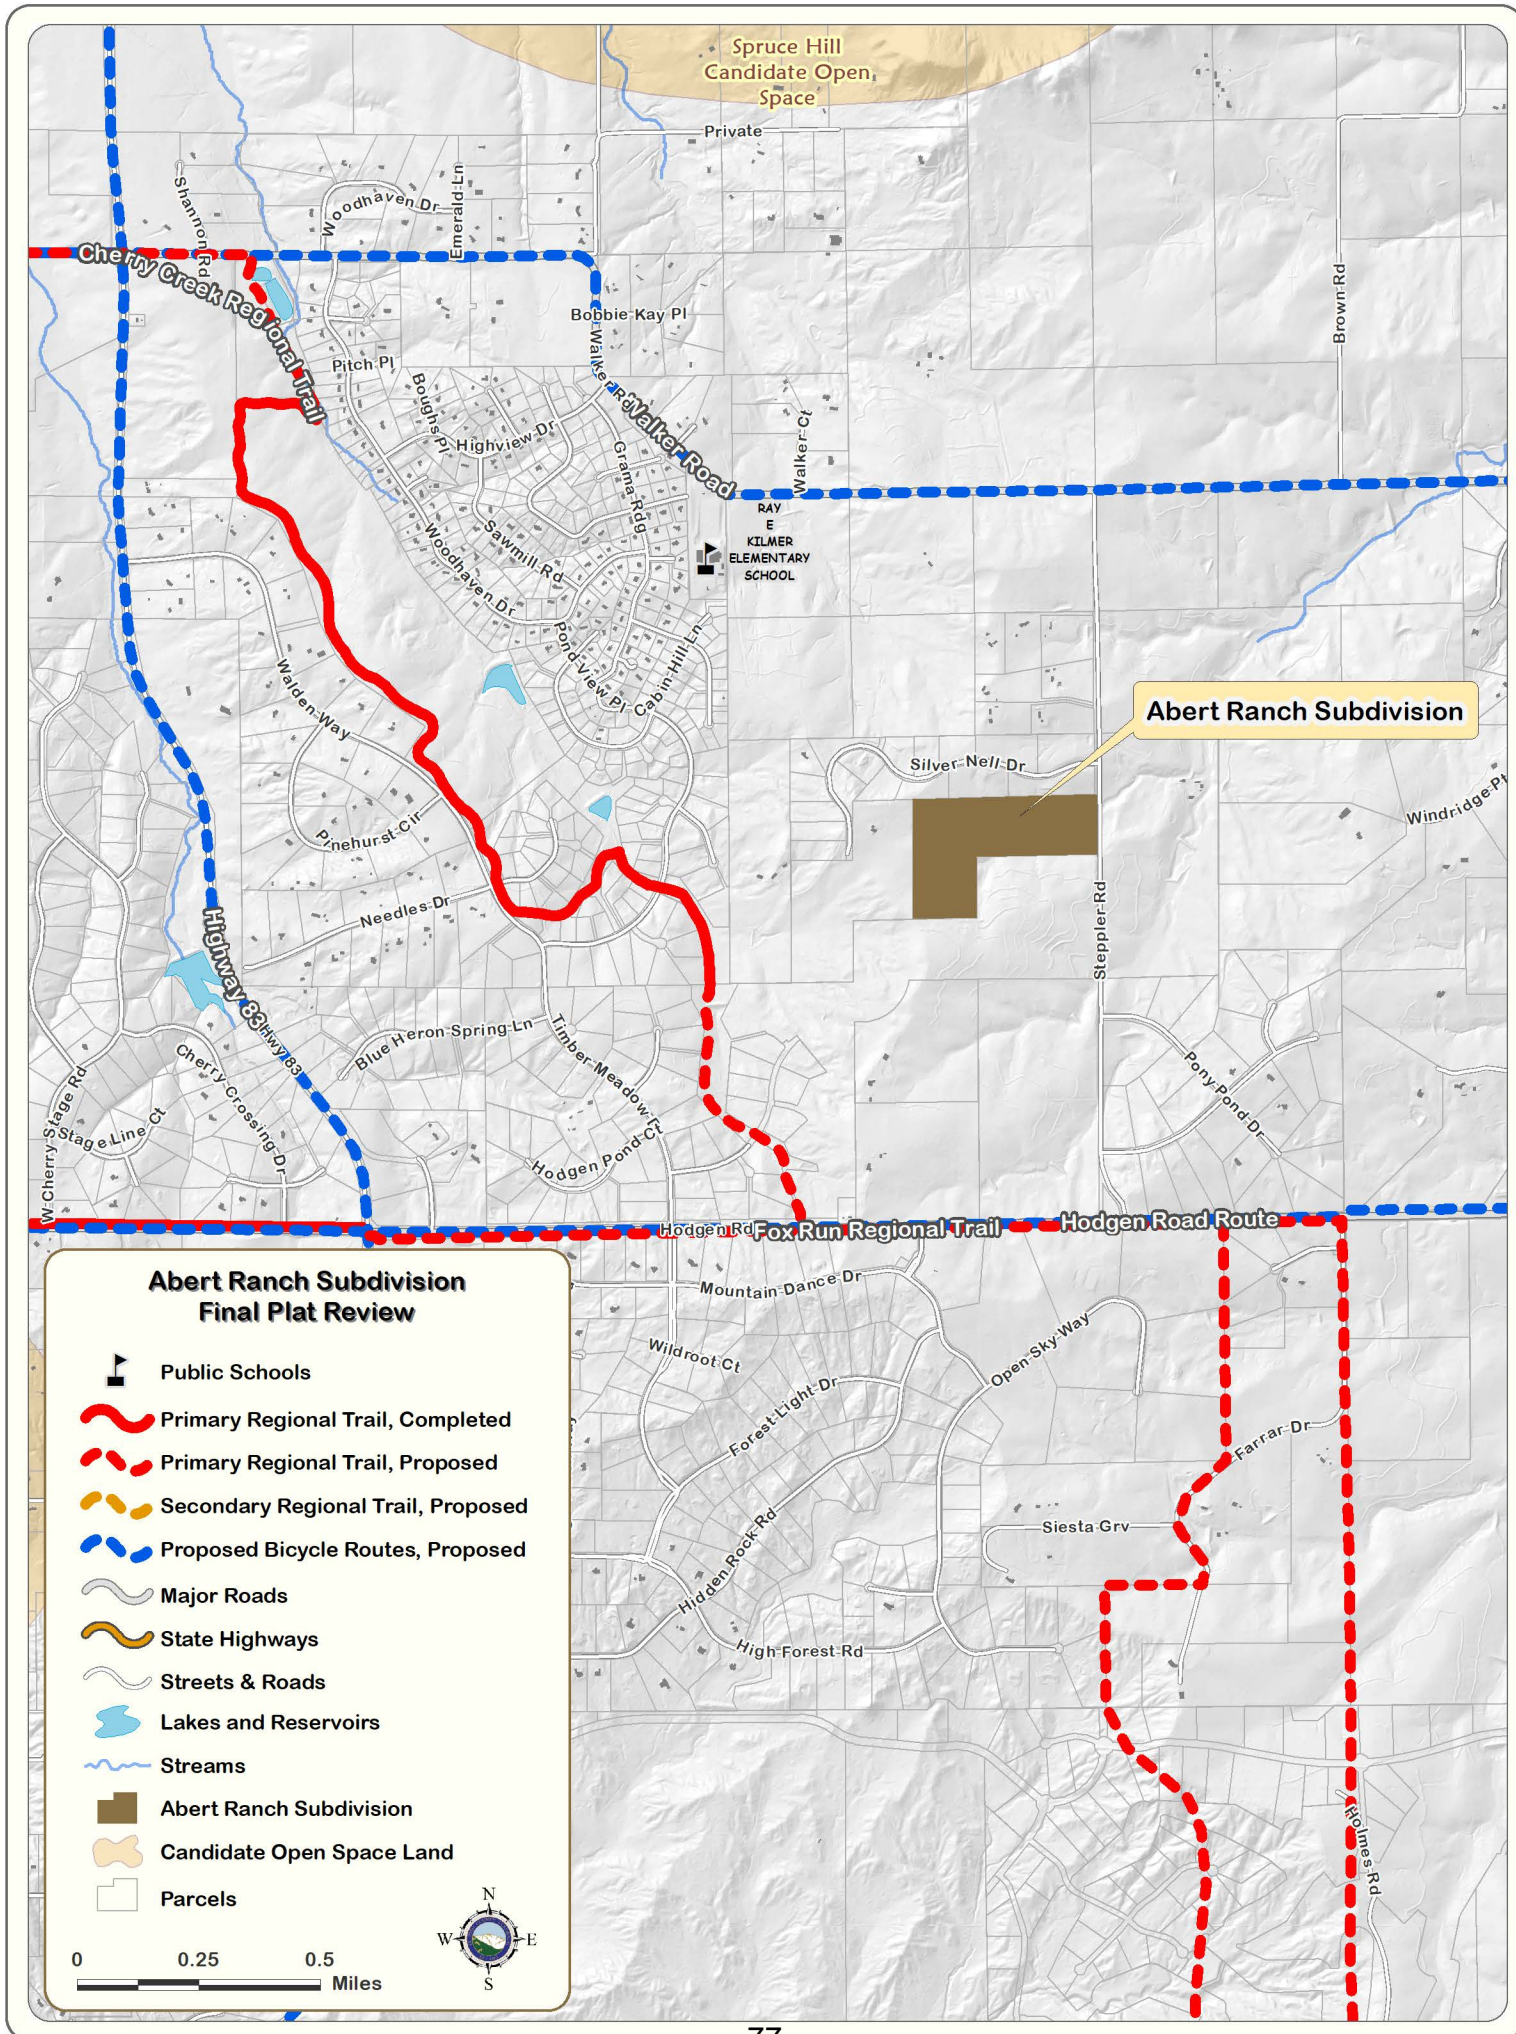 Spruce Hill
Candidate Open
Space
Private
Shannon Rd
Woodhaven Dr
Emerald Ln
Cherry Creek Regional Trail
Brown Rd
Bobbie Kay Pl
Walker Rd
Pitch Pl
Boughs Pl
Highview Dr
Walker Road
Walker Ct
Grama Rdg
RAY
E
KILMER
ELEMENTARY
SCHOOL
Sawmill Rd
Woodhaven Dr
Pond View Pl
Cabin Hill Ln
Walden Way
Abert Ranch Subdivision
Silver Nell Dr
Windridge Pt
Pinehurst Cir
Needles Dr
Steppler Rd
Highway 83
Hwy 83
Blue Heron Spring Ln
Timber Meadow
Cherry Crossing Dr
Pony Pond Dr
W Cherry Stage Rd
Stage Line Ct
Hodgen Pond Ct
Hodgen Rd
Fox Run Regional Trail
Hodgen Road Route
Mountain Dance Dr
Wildroot Ct
Open Sky Way
Forest Light Dr
Farrar Dr
Siesta Grv
Hidden Rock Rd
High Forest Rd
Holmes Rd
Abert Ranch Subdivision
Final Plat Review
Public Schools
Primary Regional Trail, Completed
Primary Regional Trail, Proposed
Secondary Regional Trail, Proposed
Proposed Bicycle Routes, Proposed
Major Roads
State Highways
Streets & Roads
Lakes and Reservoirs
Streams
Abert Ranch Subdivision
Candidate Open Space Land
Parcels
N
W E
S
0 0.25 0.5
Miles
77